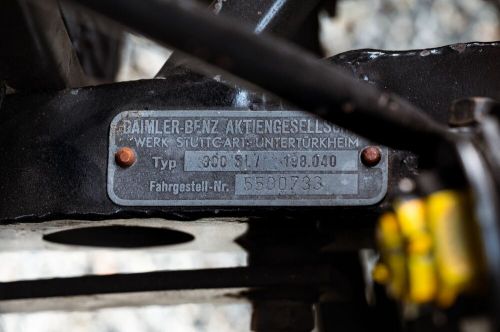 DAIMLER-BENZ AKTIENGESELLSCH
WERK STUTTGART-UNTERTÜRKHEIM
Typ 300 SL/ 198.040
Fahrgestell-Nr. 5500733